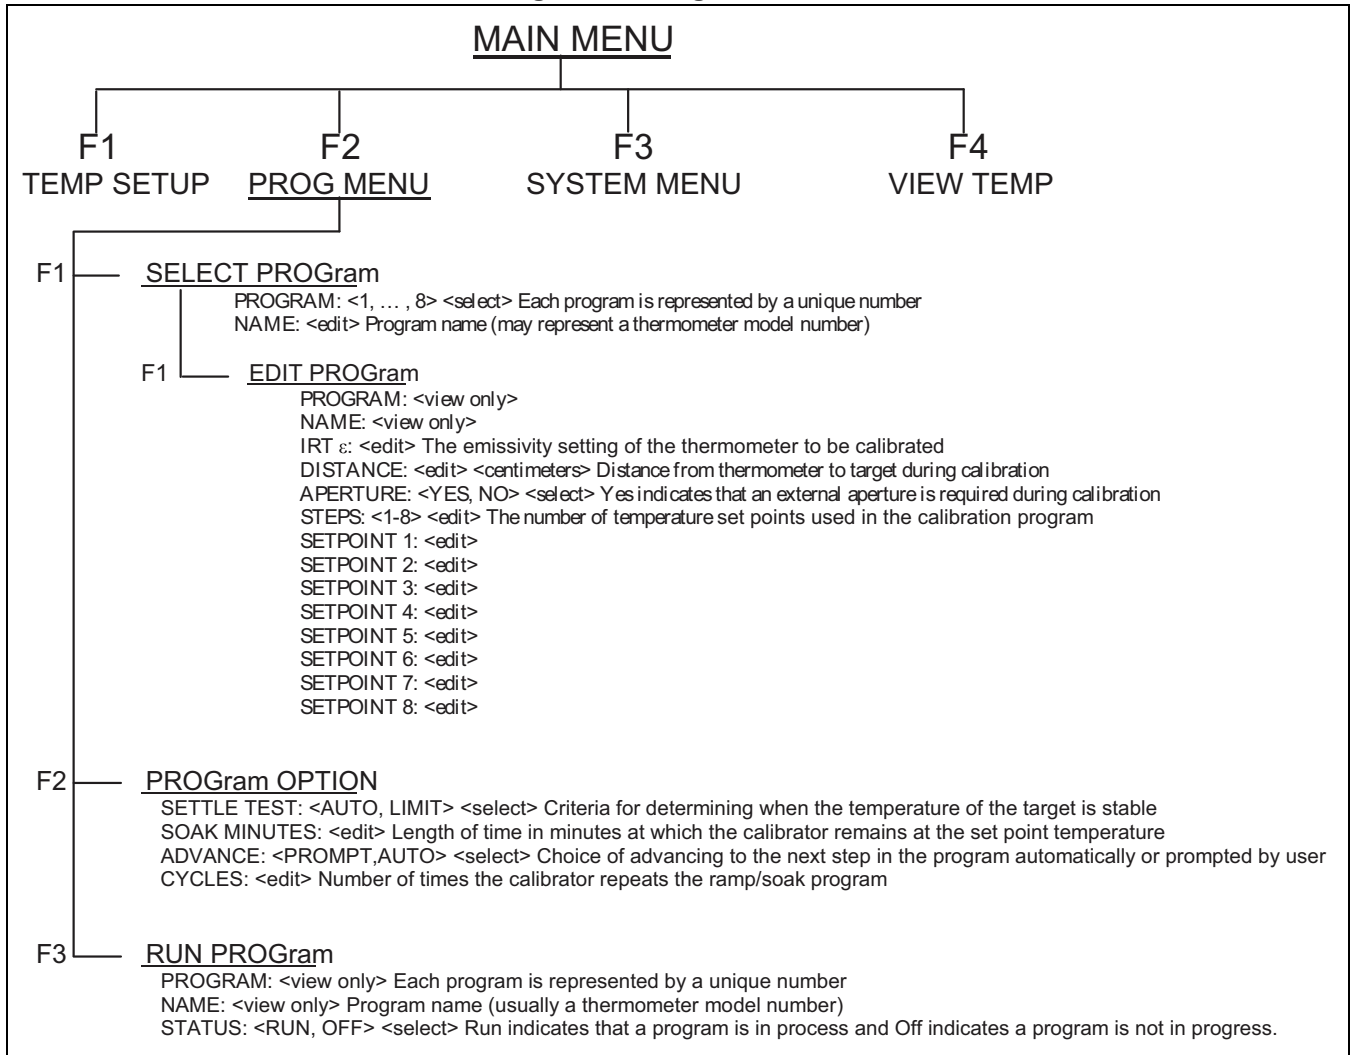 MAIN MENU
F1 F2 F3 F4
TEMP SETUP PROG MENU SYSTEM MENU VIEW TEMP
F1 SELECT PROGram
PROGRAM: <1, … , 8> <select> Each program is represented by a unique number
NAME: <edit> Program name (may represent a thermometer model number)
F1 EDIT PROGram
PROGRAM: <view only>
NAME: <view only>
IRT ε: <edit> The emissivity setting of the thermometer to be calibrated
DISTANCE: <edit> <centimeters> Distance from thermometer to target during calibration
APERTURE: <YES, NO> <select> Yes indicates that an external aperture is required during calibration
STEPS: <1-8> <edit> The number of temperature set points used in the calibration program
SETPOINT 1: <edit>
SETPOINT 2: <edit>
SETPOINT 3: <edit>
SETPOINT 4: <edit>
SETPOINT 5: <edit>
SETPOINT 6: <edit>
SETPOINT 7: <edit>
SETPOINT 8: <edit>
F2 PROGram OPTION
SETTLE TEST: <AUTO, LIMIT> <select> Criteria for determining when the temperature of the target is stable
SOAK MINUTES: <edit> Length of time in minutes at which the calibrator remains at the set point temperature
ADVANCE: <PROMPT,AUTO> <select> Choice of advancing to the next step in the program automatically or prompted by user
CYCLES: <edit> Number of times the calibrator repeats the ramp/soak program
F3 RUN PROGram
PROGRAM: <view only> Each program is represented by a unique number
NAME: <view only> Program name (usually a thermometer model number)
STATUS: <RUN, OFF> <select> Run indicates that a program is in process and Off indicates a program is not in progress.